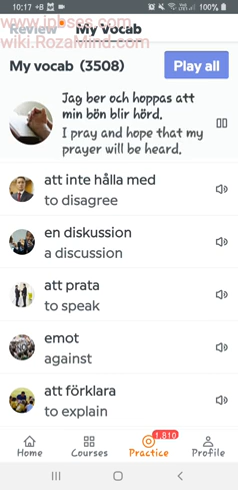 10:17 +B
100%
www.inoses.com
Review My Vocab
wiki.RozaMind.com
My vocab (3508) Play all
Jag ber och hoppas att
min bön blir hörd.
I pray and hope that my
prayer will be heard.
att inte hålla med
to disagree
en diskussion
a discussion
att prata
to speak
emot
against
att förklara
to explain
1,810
Home Courses Practice Profile